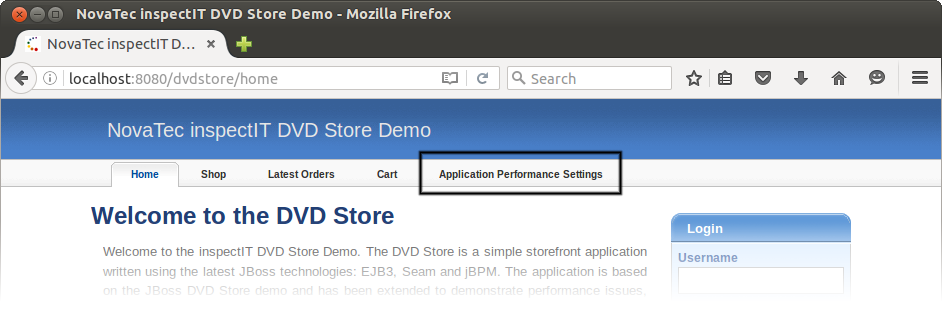 NovaTec inspectIT DVD Store Demo - Mozilla Firefox
NovaTec inspectIT D...
localhost:8080/dvdstore/home
Search
NovaTec inspectIT DVD Store Demo
Home Shop Latest Orders Cart Application Performance Settings
Welcome to the DVD Store
Login
Welcome to the inspectIT DVD Store Demo. The DVD Store is a simple storefront application
written using the latest JBoss technologies: EJB3, Seam and jBPM. The application is based
on the JBoss DVD Store demo and has been extended to demonstrate performance issues,
Username